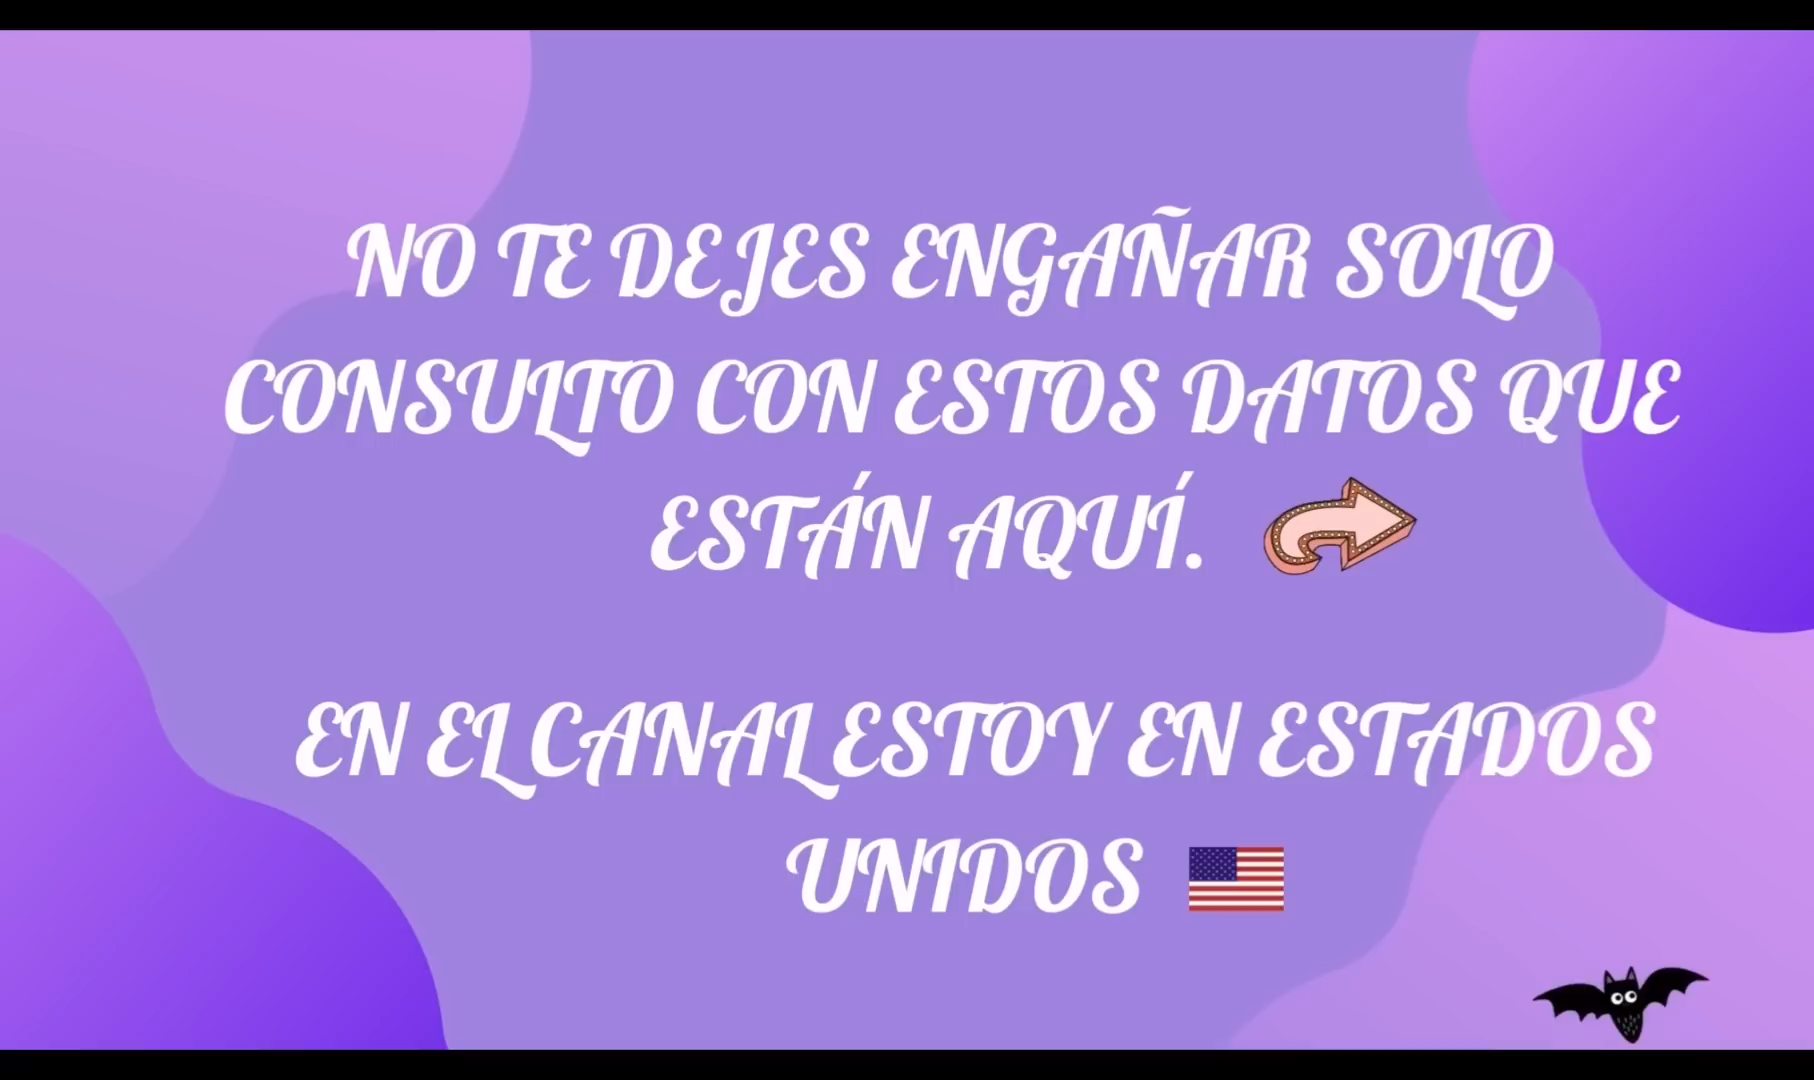 NO TE DEJES ENGAÑAR SOLO
CONSULTO CON ESTOS DATOS QUE
ESTÁN AQUÍ.
EN EL CANAL ESTOY EN ESTADOS
UNIDOS